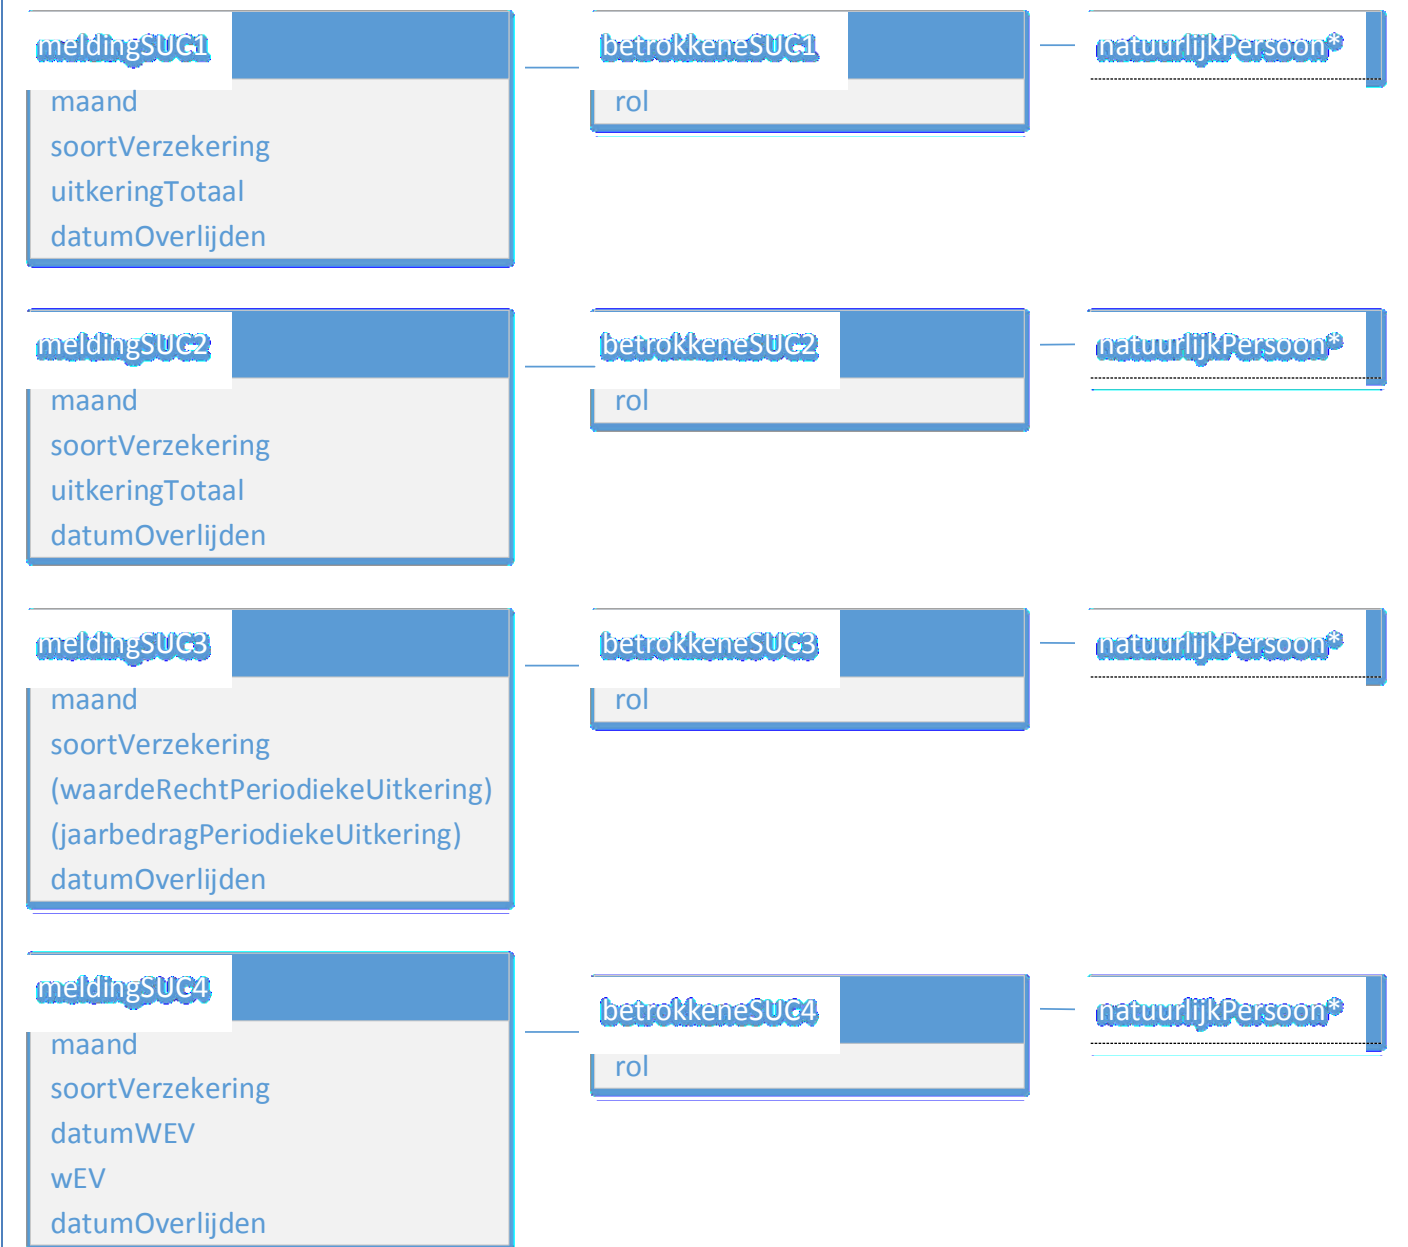 meldingSUC1
betrokkeneSUC1
natuurlijkPersoon*
maand
rol
soortVerzekering
uitkeringTotaal
datumOverlijden
meldingSUC2
betrokkeneSUC2
natuurlijkPersoon*
maand
rol
soortVerzekering
uitkeringTotaal
datumOverlijden
meldingSUC3
betrokkeneSUC3
natuurlijkPersoon*
maand
rol
soortVerzekering
(waardeRechtPeriodiekeUitkering)
(jaarbedragPeriodiekeUitkering)
datumOverlijden
meldingSUC4
betrokkeneSUC4
natuurlijkPersoon*
maand
rol
soortVerzekering
datumWEV
wEV
datumOverlijden